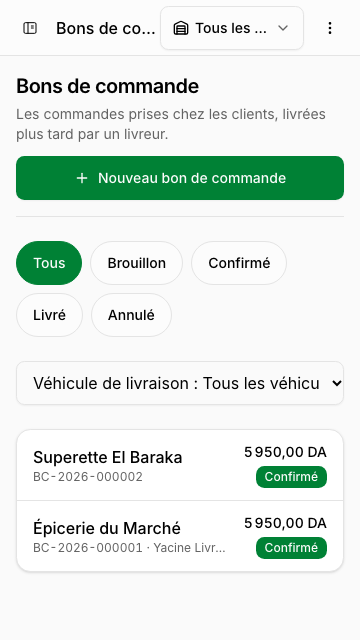 Bons de co...
Tous les ...
Bons de commande
Les commandes prises chez les clients, livrées
plus tard par un livreur.
Nouveau bon de commande
Tous
Brouillon
Confirmé
Livré
Annulé
Véhicule de livraison : Tous les véhicu
Superette El Baraka
5 950,00 DA
BC-2026-000002
Confirmé
Épicerie du Marché
5 950,00 DA
BC-2026-000001 · Yacine Livr...
Confirmé